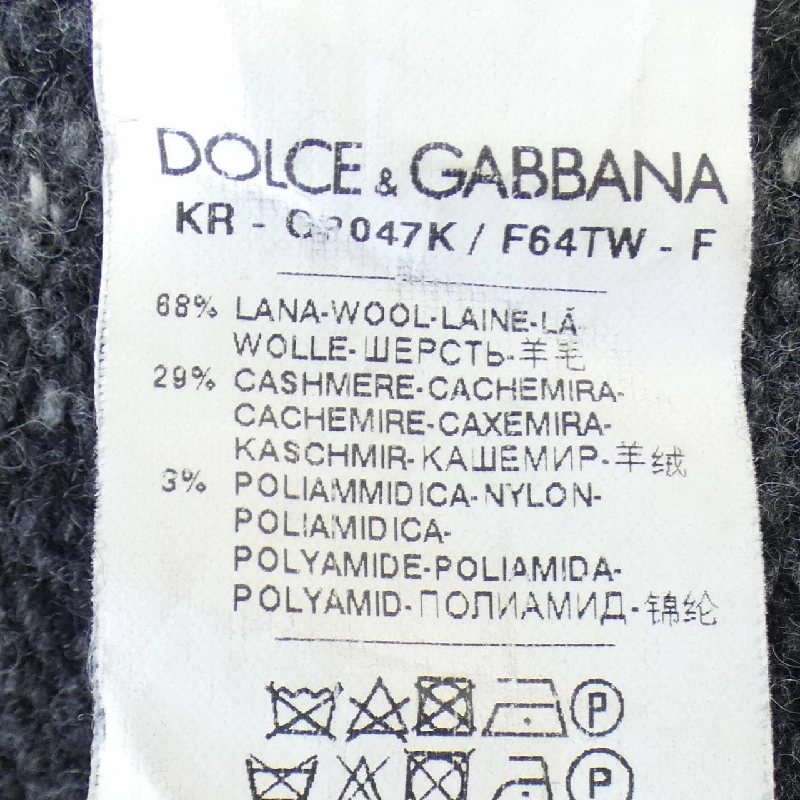 DOLCE & GABBANA
KR - 047K / F64TW - F
68% LANA-WOOL-LAINE-LÃ-
WOLLE-ШЕРСТЬ-羊毛
29% CASHMERE-CACHEMIRA-
CACHEMIRE-CAXEMIRA-
KASCHMIR-КАШЕМИР-羊绒
3% POLIAMMIDICA-NYLON-
POLIAMIDICA-
POLYAMIDE-POLIAMIDA-
POLYAMID-ПОЛИАМИД-锦纶
P
P